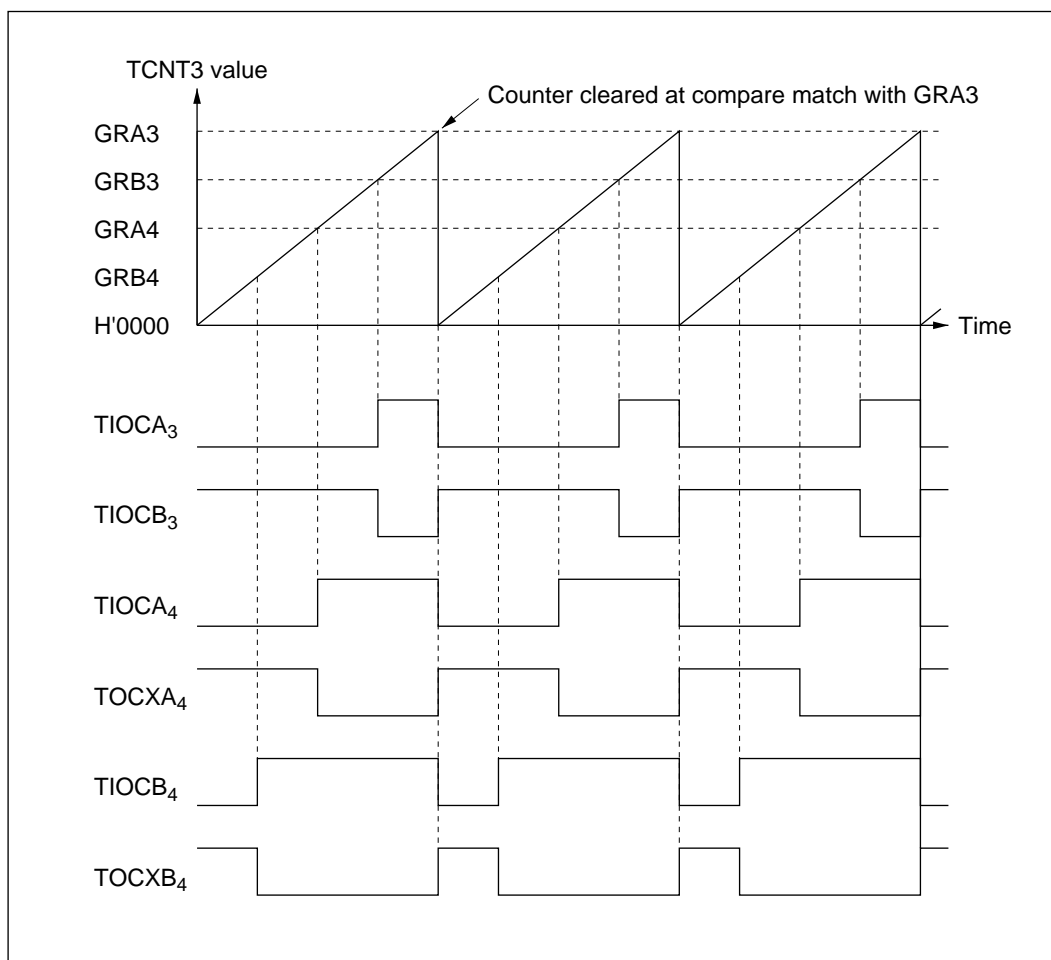 TCNT3 value
Counter cleared at compare match with GRA3
GRA3
GRB3
GRA4
GRB4
H'0000
Time
TIOCA3
TIOCB3
TIOCA4
TOCXA4
TIOCB4
TOCXB4